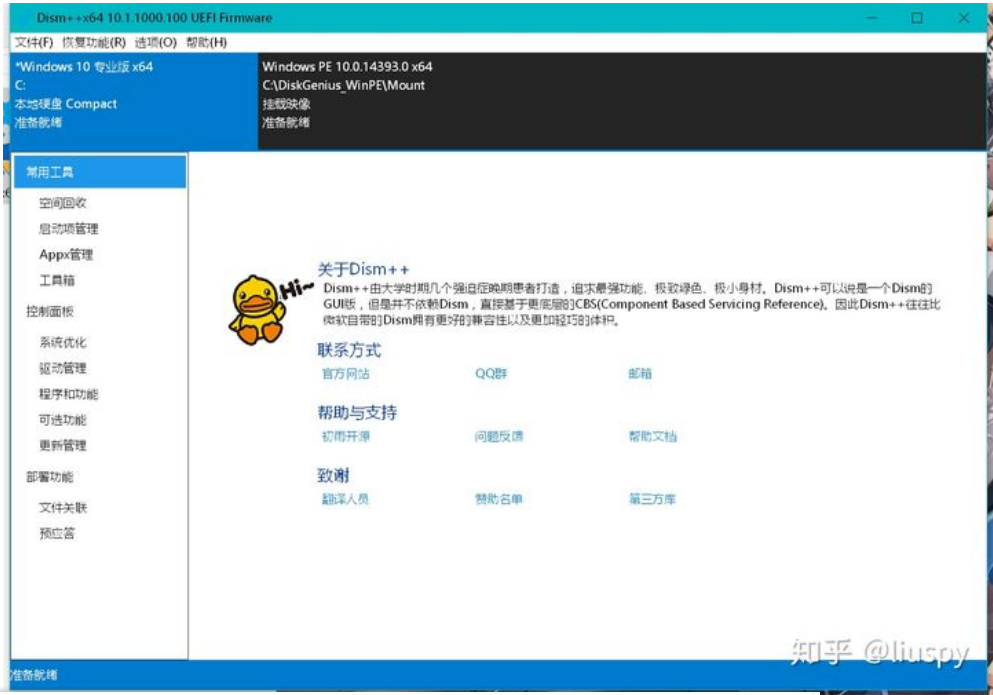 Dism++x64 10.1.1000.100 UEFI Firmware
文件(F) 恢复功能(R) 选项(O) 帮助(H)
*Windows 10 专业版 x64
C:
本地硬盘 Compact
准备就绪
Windows PE 10.0.14393.0 x64
C:\DiskGenius_WinPE\Mount
挂载映像
准备就绪
常用工具
空间回收
启动项管理
Appx管理
工具箱
控制面板
系统优化
驱动管理
程序和功能
可选功能
更新管理
部署功能
文件关联
预应答
Hi~
关于Dism++
Dism++由大学时期几个强迫症晚期患者打造，追求最强功能、极致绿色、极小身材。Dism++可以说是一个Dism的
GUI版，但是并不依赖Dism，直接基于更底层的CBS(Component Based Servicing Reference)。因此Dism++往往比
微软自带的Dism拥有更好的兼容性以及更加轻巧的体积。
联系方式
官方网站 QQ群 邮箱
帮助与支持
初雨开源 问题反馈 帮助文档
致谢
翻译人员 赞助名单 第三方库
知乎 @liuspy
准备就绪